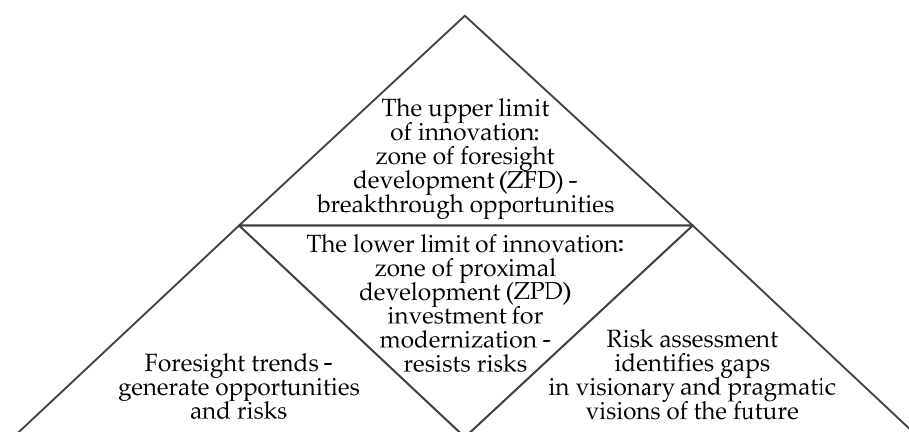 The upper limit
of innovation:
zone of foresight
development (ZFD) -
breakthrough opportunities
The lower limit of innovation:
zone of proximal
development (ZPD)
investment for
modernization -
resists risks
Foresight trends -
generate opportunities
and risks
Risk assessment
identifies gaps
in visionary and pragmatic
visions of the future